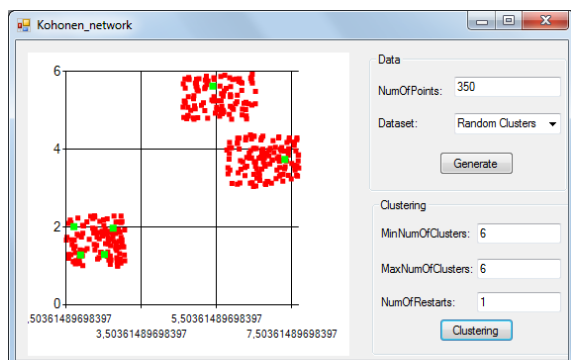 Kohonen_network
6
4
2
0
,50361489698397
5,50361489698397
3,50361489698397
7,50361489698397
Data
NumOfPoints: 350
Dataset: Random Clusters
Generate
Clustering
MinNumOfClusters: 6
MaxNumOfClusters: 6
NumOfRestarts: 1
Clustering